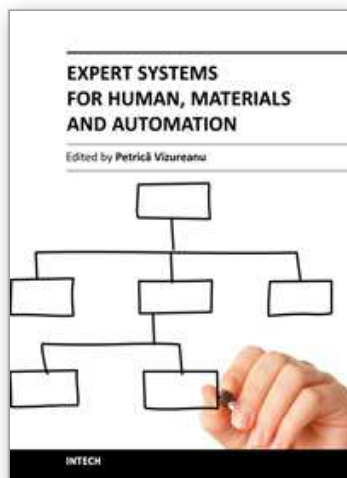 EXPERT SYSTEMS
FOR HUMAN, MATERIALS
AND AUTOMATION
Edited by Petrică Vizureanu
INTECH